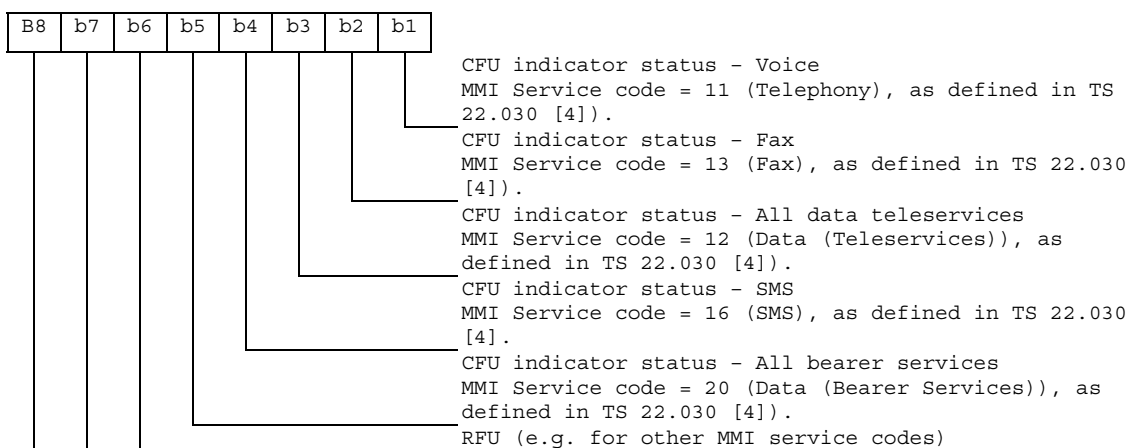 B8 b7 b6 b5 b4 b3 b2 b1
CFU indicator status – Voice
MMI Service code = 11 (Telephony), as defined in TS
22.030 [4]).
CFU indicator status – Fax
MMI Service code = 13 (Fax), as defined in TS 22.030
[4]).
CFU indicator status – All data teleservices
MMI Service code = 12 (Data (Teleservices)), as
defined in TS 22.030 [4]).
CFU indicator status – SMS
MMI Service code = 16 (SMS), as defined in TS 22.030
[4].
CFU indicator status – All bearer services
MMI Service code = 20 (Data (Bearer Services)), as
defined in TS 22.030 [4]).
RFU (e.g. for other MMI service codes)